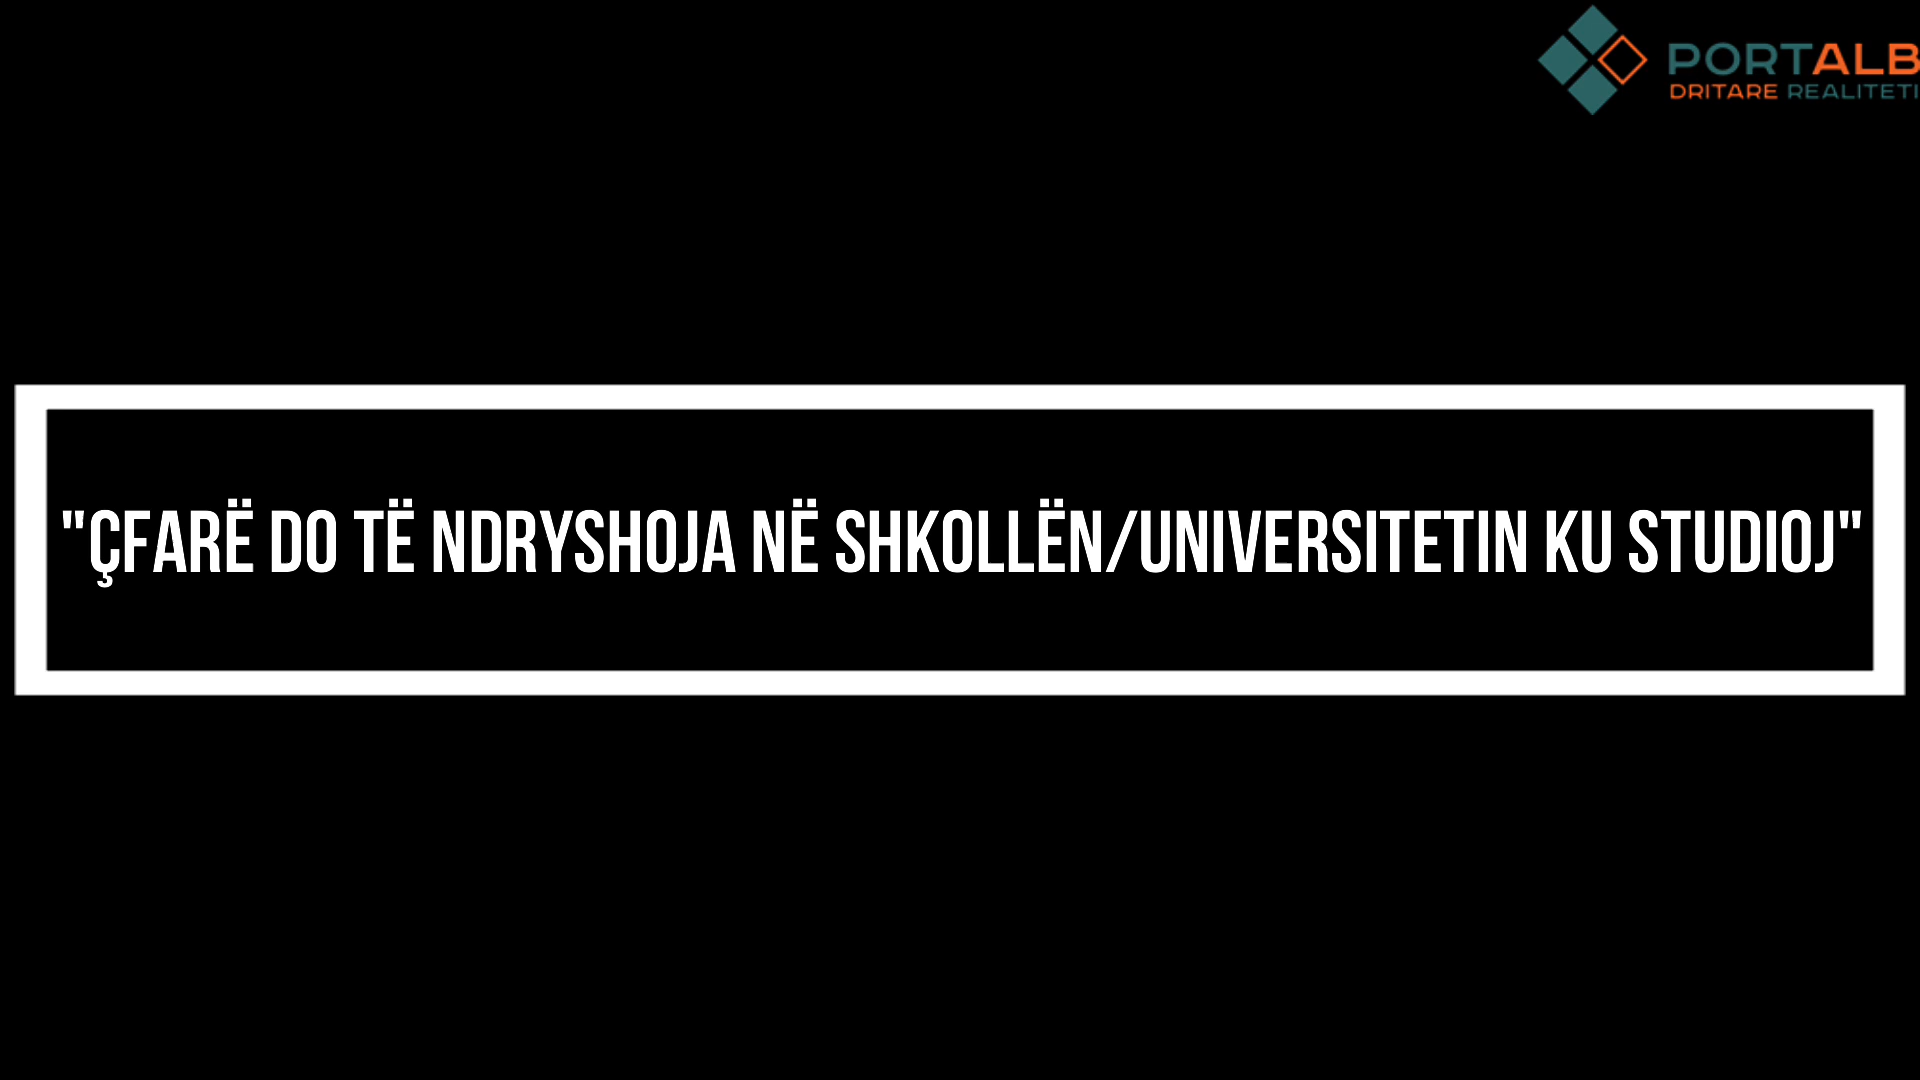 PORTALB
DRITARE REALITETI
"ÇFARË DO TË NDRYSHOJA NË SHKOLLËN/UNIVERSITETIN KU STUDIOJ"